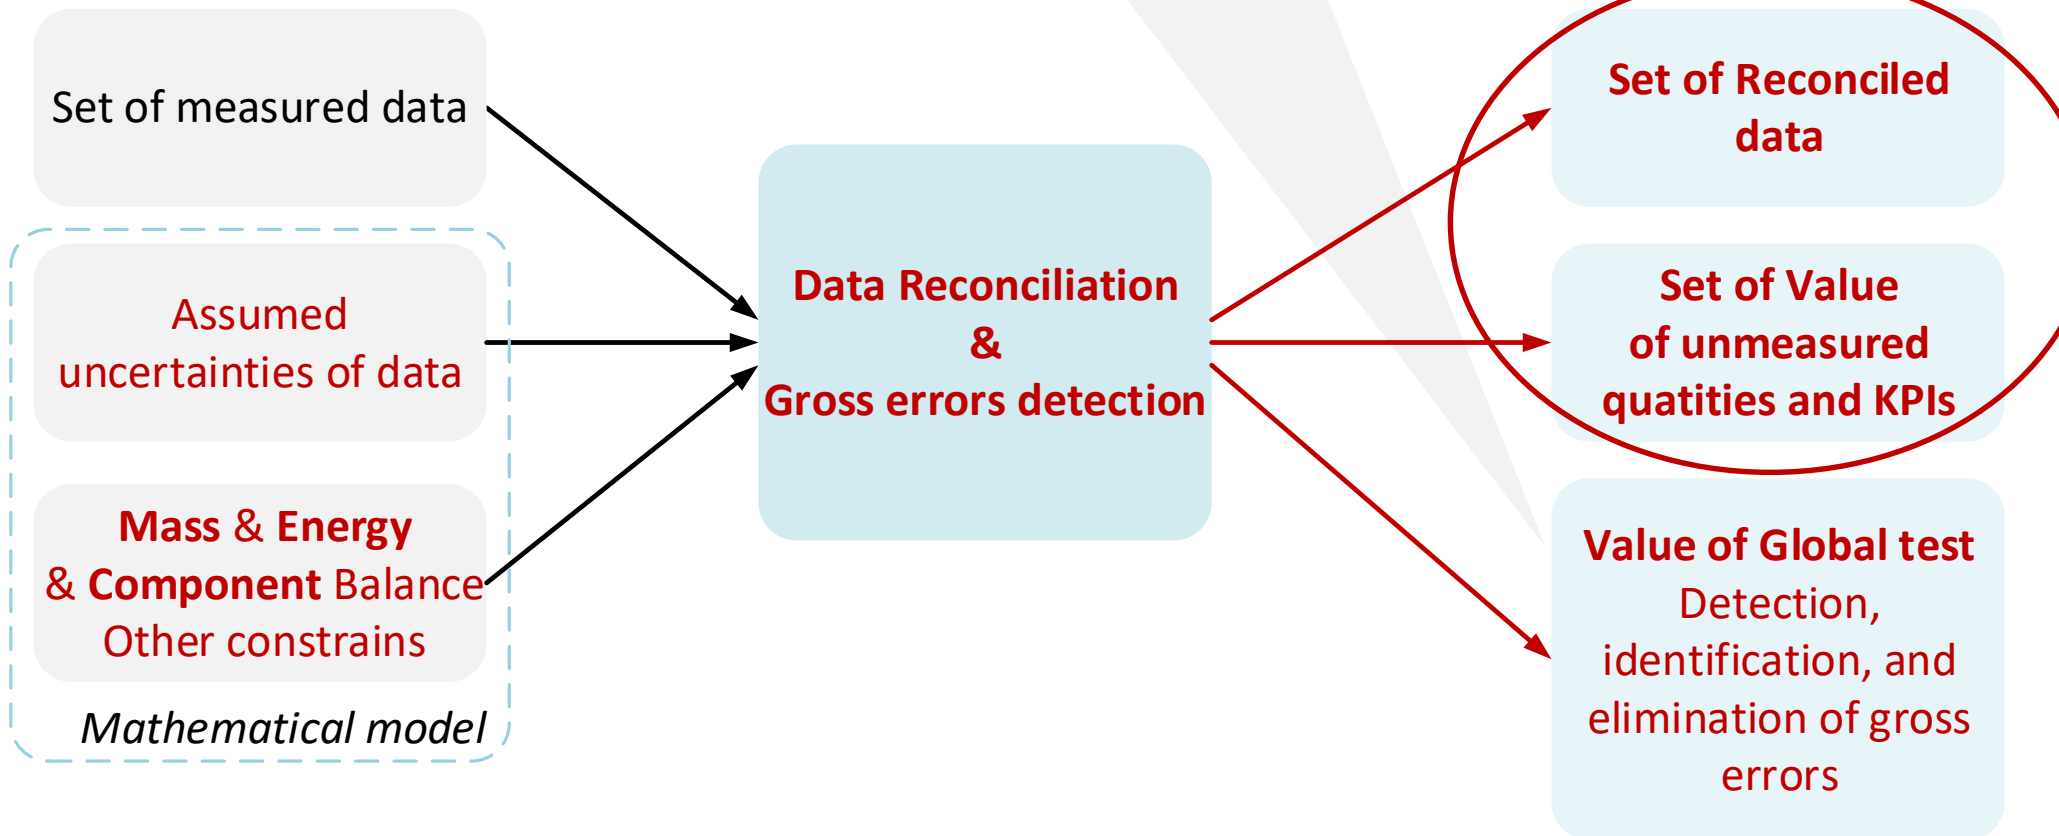 Set of measured data
Assumed
uncertainties of data
Mass & Energy
& Component Balance
Other constrains
Mathematical model
Data Reconciliation
&
Gross errors detection
Set of Reconciled
data
Set of Value
of unmeasured
quatities and KPIs
Value of Global test
Detection,
identification, and
elimination of gross
errors